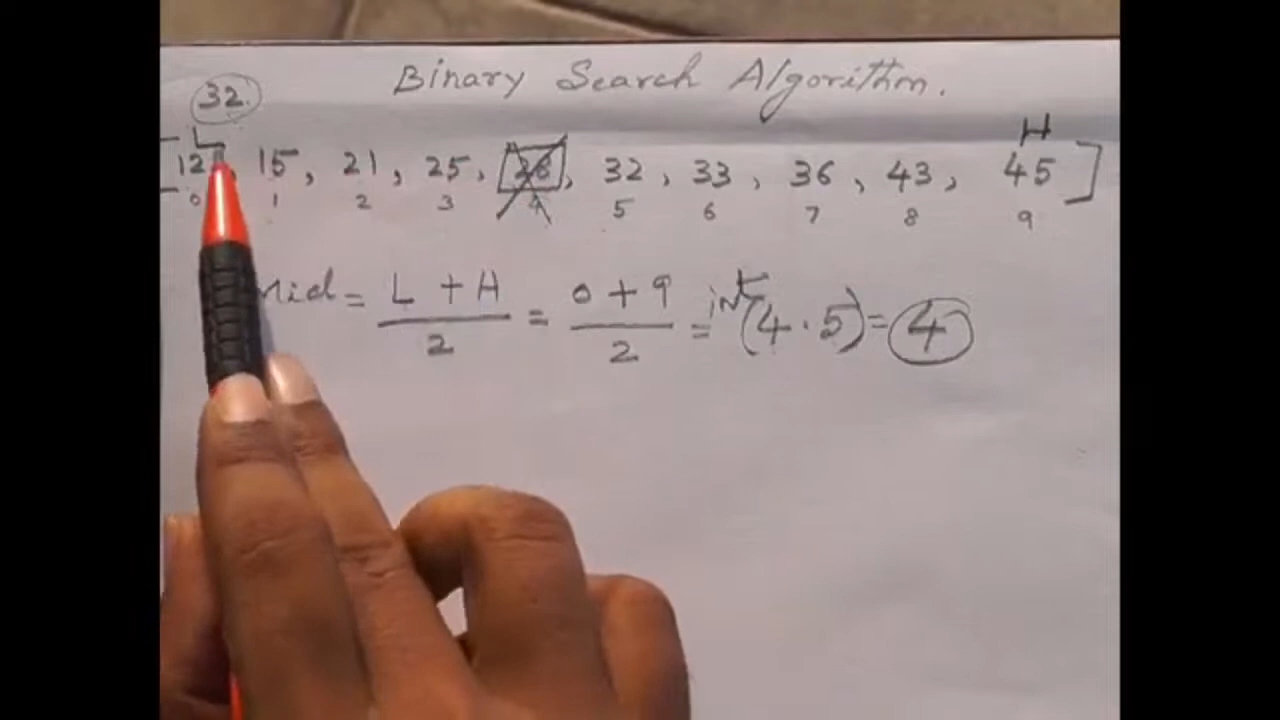 Binary Search Algorithm.
32.
L H
[12, 15, 21, 25, 28, 32, 33, 36, 43, 45]
0 1 2 3 4 5 6 7 8 9
Mid = L + H / 2 = 0 + 9 / 2 = int(4.5) = 4